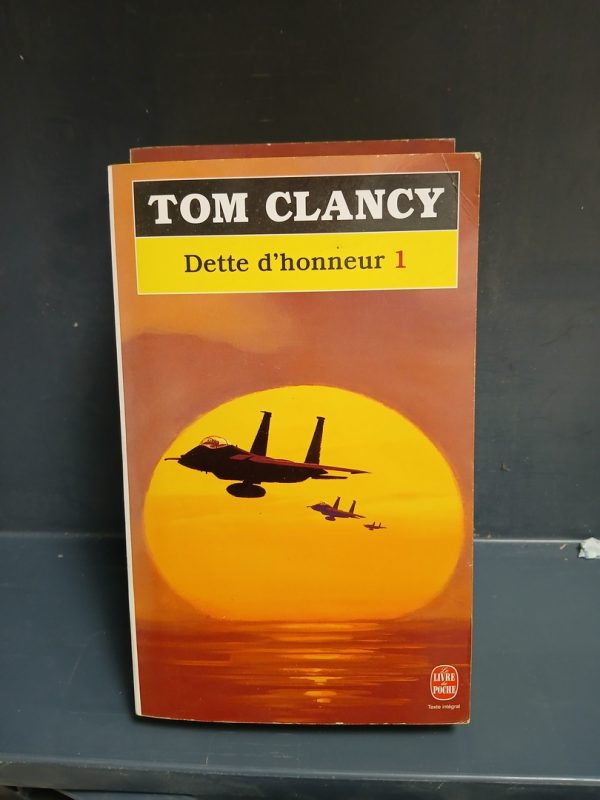 TOM CLANCY
Dette d'honneur 1
Le
LIVRE
de
POCHE
Texte intégral